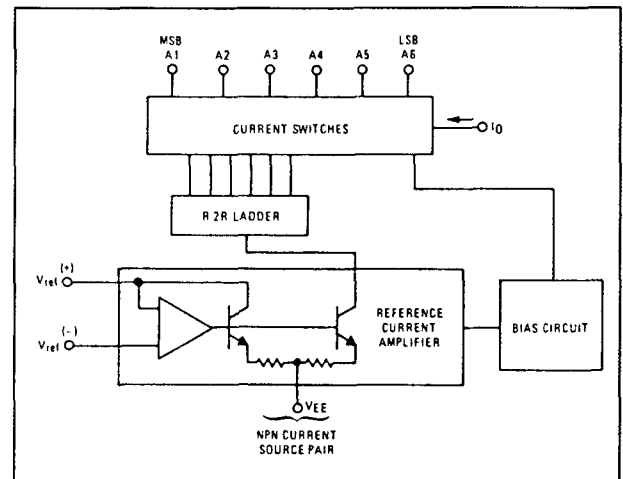 MSB LSB
A1 A2 A3 A4 A5 A6
CURRENT SWITCHES
IO
R 2R LADDER
(+)
Vref
(-)
Vref
REFERENCE
CURRENT
AMPLIFIER
BIAS CIRCUIT
VEE
NPN CURRENT
SOURCE PAIR